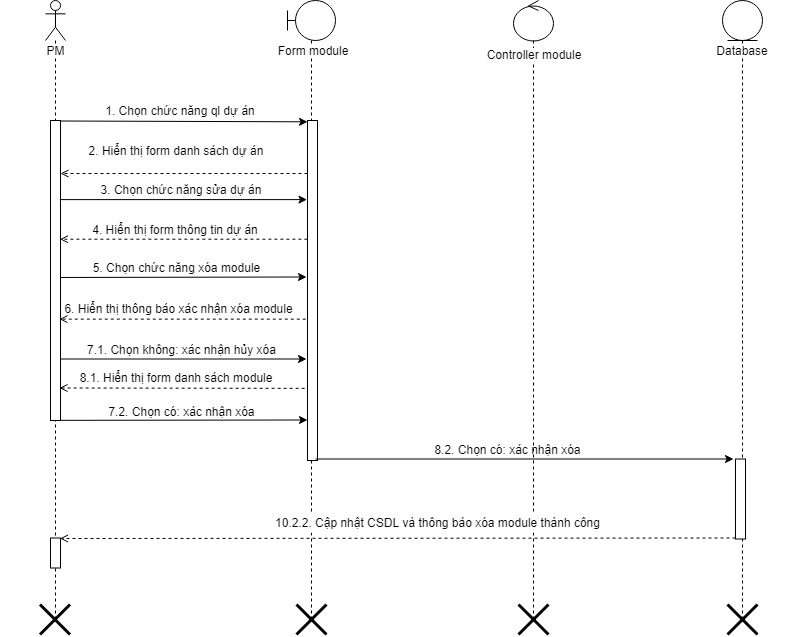 PM
Form module
Controller module
Database
1. Chọn chức năng ql dự án
2. Hiển thị form danh sách dự án
3. Chọn chức năng sửa dự án
4. Hiển thị form thông tin dự án
5. Chọn chức năng xóa module
6. Hiển thị thông báo xác nhận xóa module
7.1. Chọn không: xác nhận hủy xóa
8.1. Hiển thị form danh sách module
7.2. Chọn có: xác nhận xóa
8.2. Chọn có: xác nhận xóa
10.2.2. Cập nhật CSDL và thông báo xóa module thành công